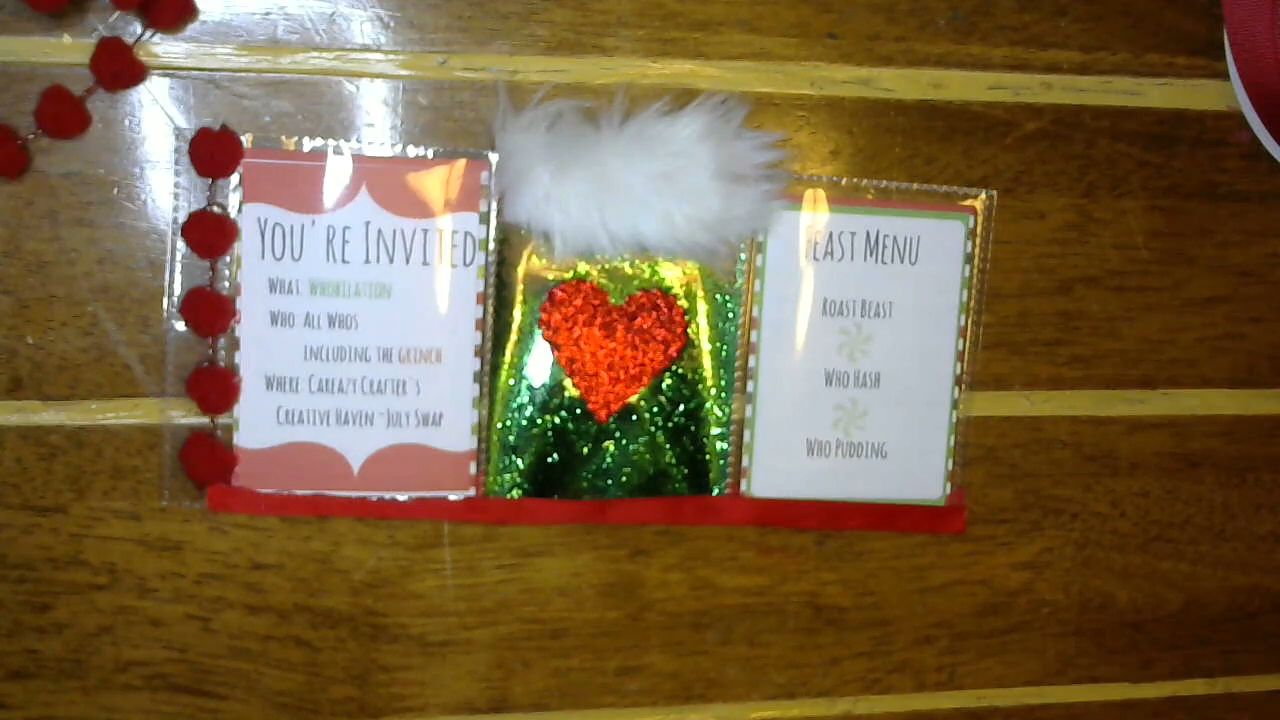 You're Invited
What: Whobilation
Who: All Whos
including the Grinch
Where: Careazy Crafter's
Creative Haven -July Swap
Feast Menu
Roast Beast
Who Hash
Who Pudding